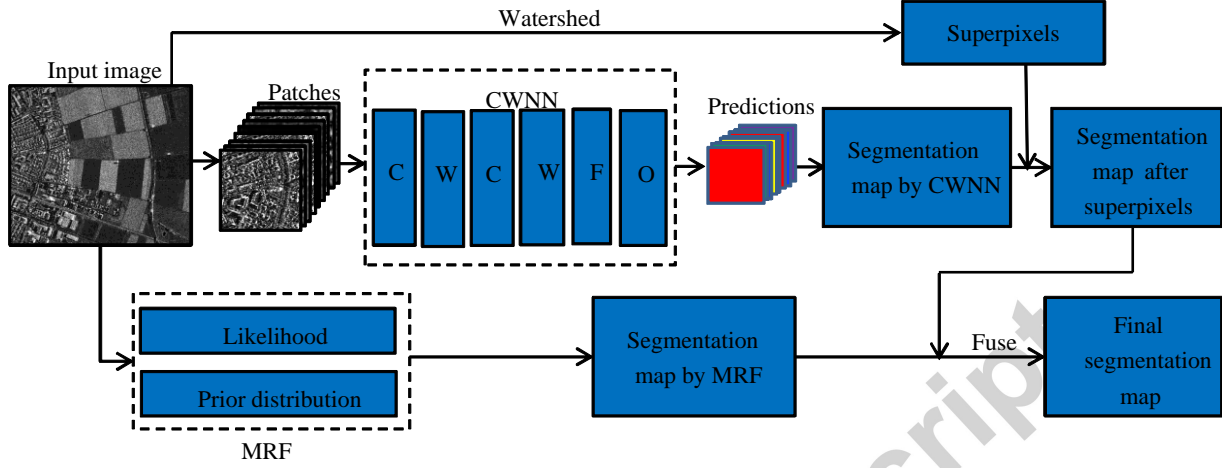 Watershed
Superpixels
Input image
Patches
CWNN
C W C W F O
Predictions
Segmentation
map by CWNN
Segmentation
map after
superpixels
Likelihood
Prior distribution
MRF
Segmentation
map by MRF
Fuse
Final
segmentation
map
script